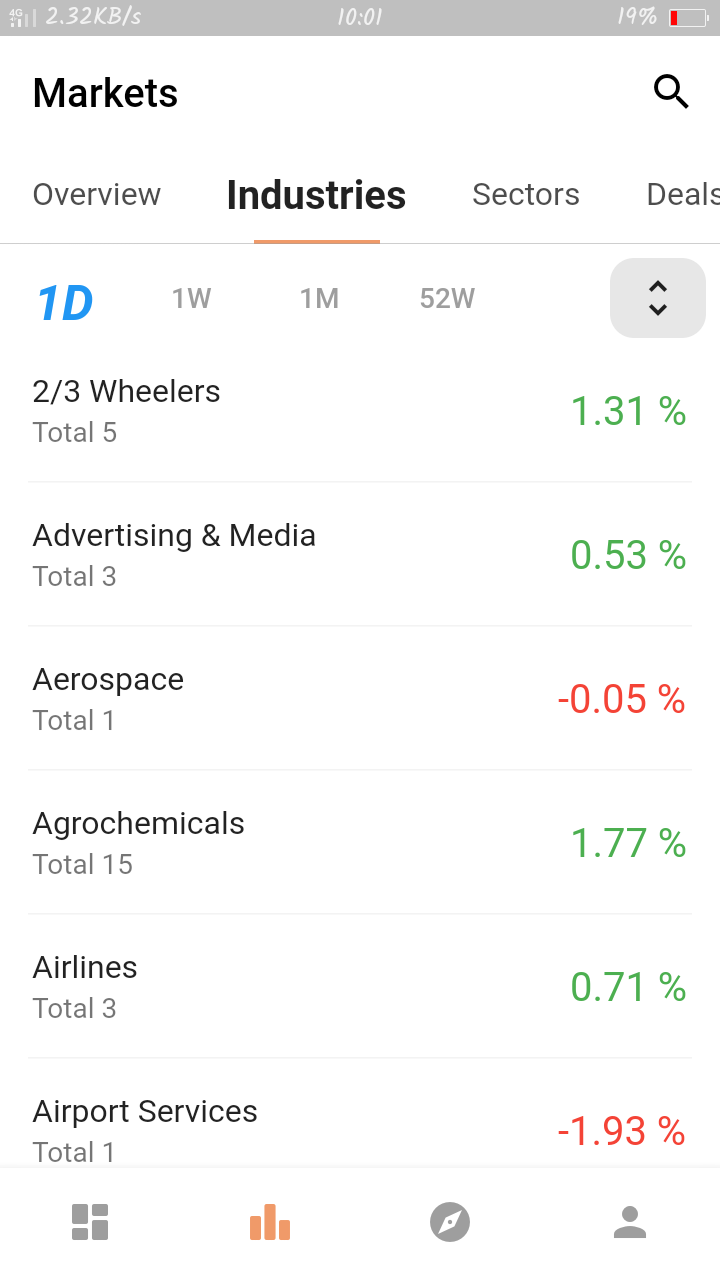 4G 2.32KB/s 10:01 19%
Markets
Overview Industries Sectors Deals
1D 1W 1M 52W
2/3 Wheelers
Total 5
1.31 %
Advertising & Media
Total 3
0.53 %
Aerospace
Total 1
-0.05 %
Agrochemicals
Total 15
1.77 %
Airlines
Total 3
0.71 %
Airport Services
Total 1
-1.93 %